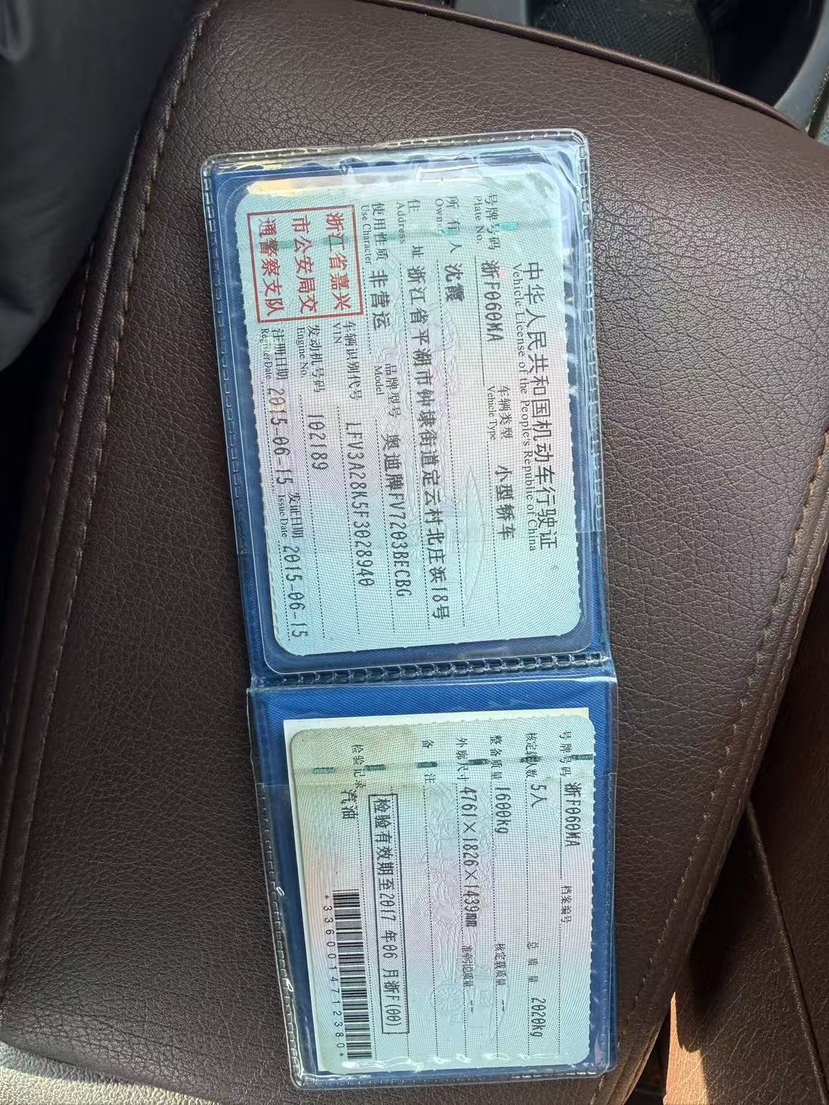 中华人民共和国机动车行驶证
Vehicle License of the People's Republic of China
号牌号码 浙F060MA 车辆类型 小型轿车
Plate No. Vehicle Type
所有人 沈霞
Owner
住址 浙江省平湖市钟埭街道定云村北庄浜18号
Address
使用性质 非营运 品牌型号 奥迪牌FV7203BECBG
Use Character Model
浙江省嘉兴
市公安局交
通警察支队
车辆识别代号 LFV3A28K5F3028940
VIN
发动机号码 102189
Engine No.
注册日期 2015-06-15 发证日期 2015-06-15
Register Date Issue Date
号牌号码 浙F060MA 档案编号
核定载人数 5人 总质量 2020kg
整备质量 1600kg 核定载质量 --
外廓尺寸 4761×1826×1439mm 准牵引总质量 --
备注
检验有效期至2017年06月浙F(00)
检验记录 汽油
*3360014712380*